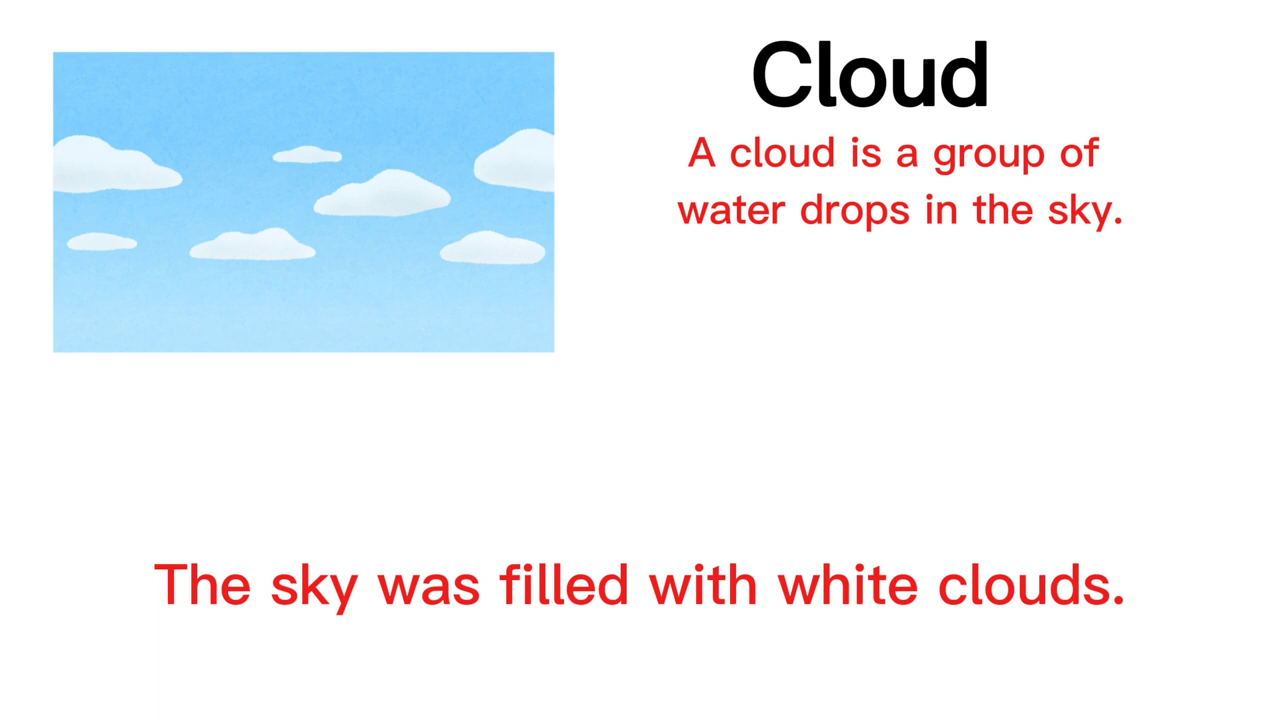 Cloud
A cloud is a group of
water drops in the sky.
The sky was filled with white clouds.